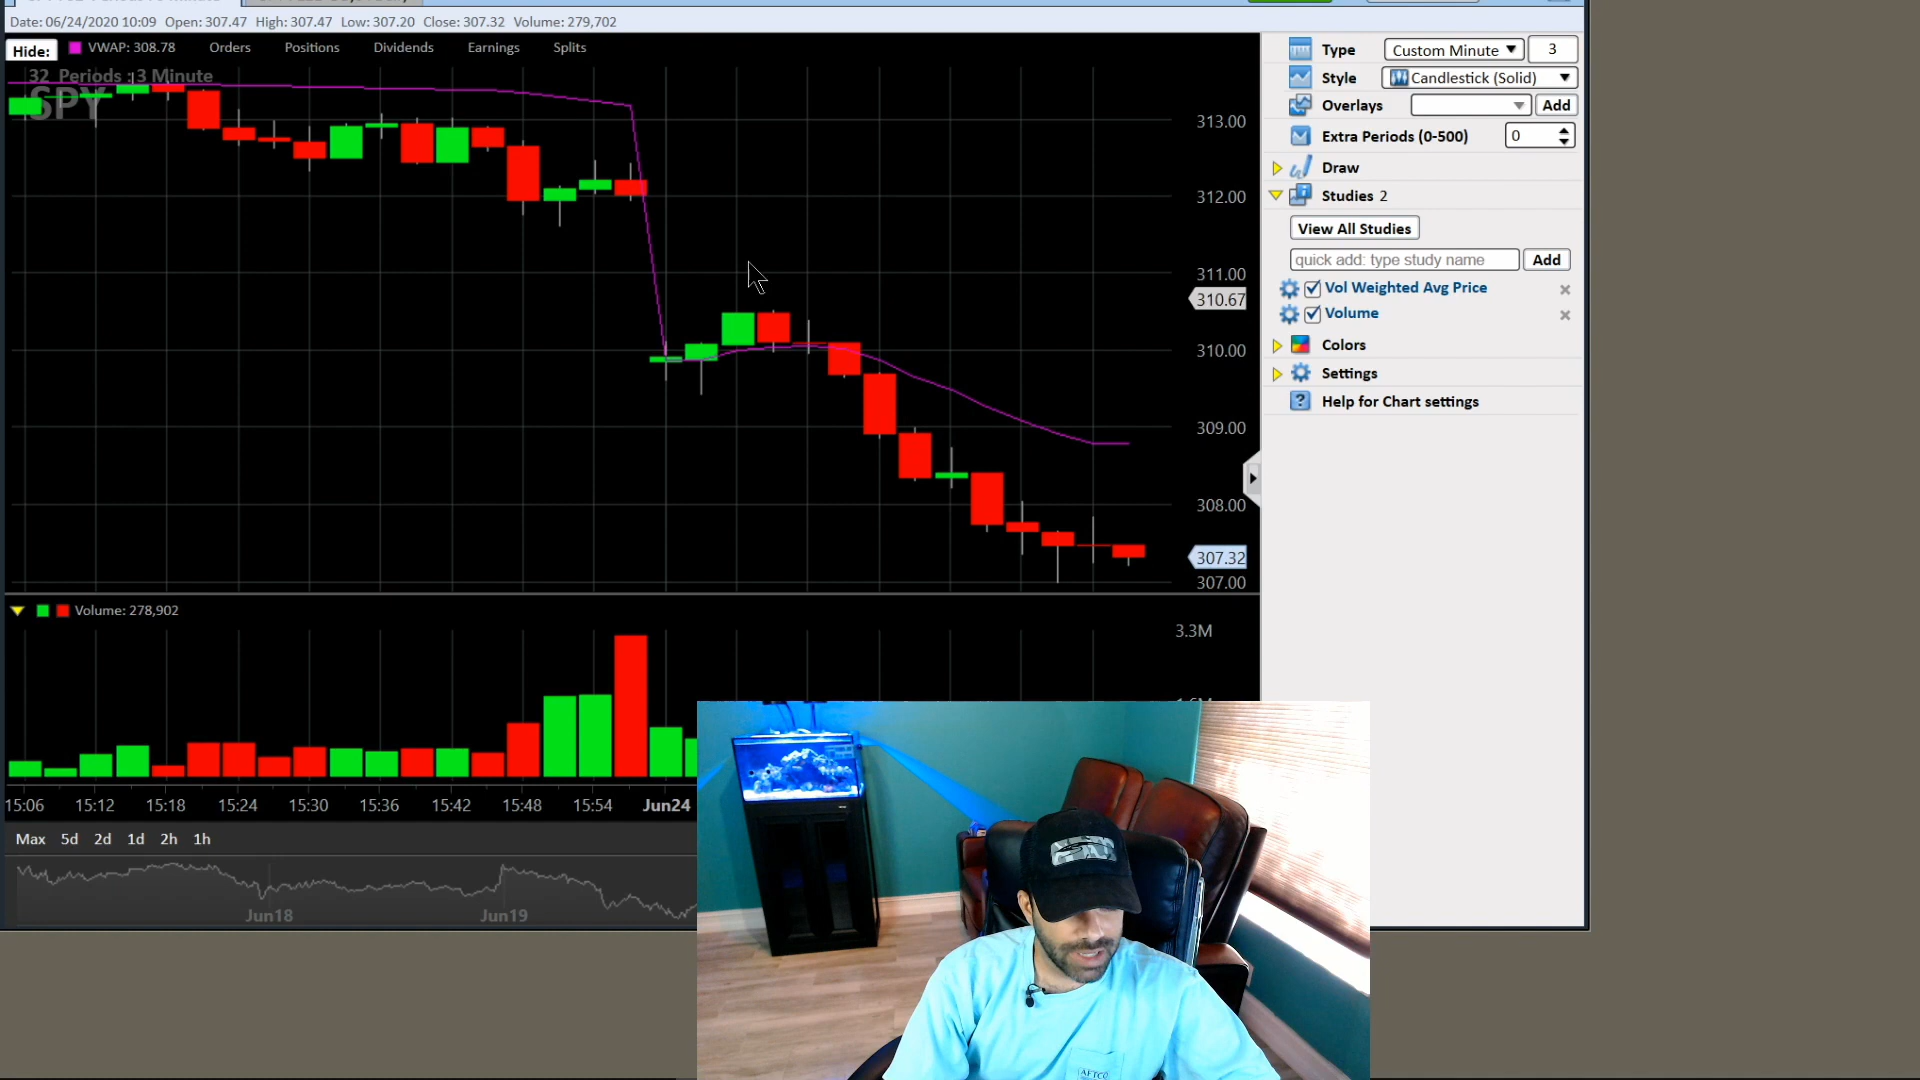 Date: 06/24/2020 10:09 Open: 307.47 High: 307.47 Low: 307.20 Close: 307.32 Volume: 279,702
Hide: VWAP: 308.78 Orders Positions Dividends Earnings Splits
32 Periods : 3 Minute
SPY
313.00
312.00
311.00
310.67
310.00
309.00
308.00
307.32
307.00
Volume: 278,902
3.3M
15:06 15:12 15:18 15:24 15:30 15:36 15:42 15:48 15:54 Jun24
Max 5d 2d 1d 2h 1h
Jun18 Jun19
Type Custom Minute 3
Style Candlestick (Solid)
Overlays Add
Extra Periods (0-500) 0
Draw
Studies 2
View All Studies
quick add: type study name Add
Vol Weighted Avg Price
Volume
Colors
Settings
Help for Chart settings
AFTCO